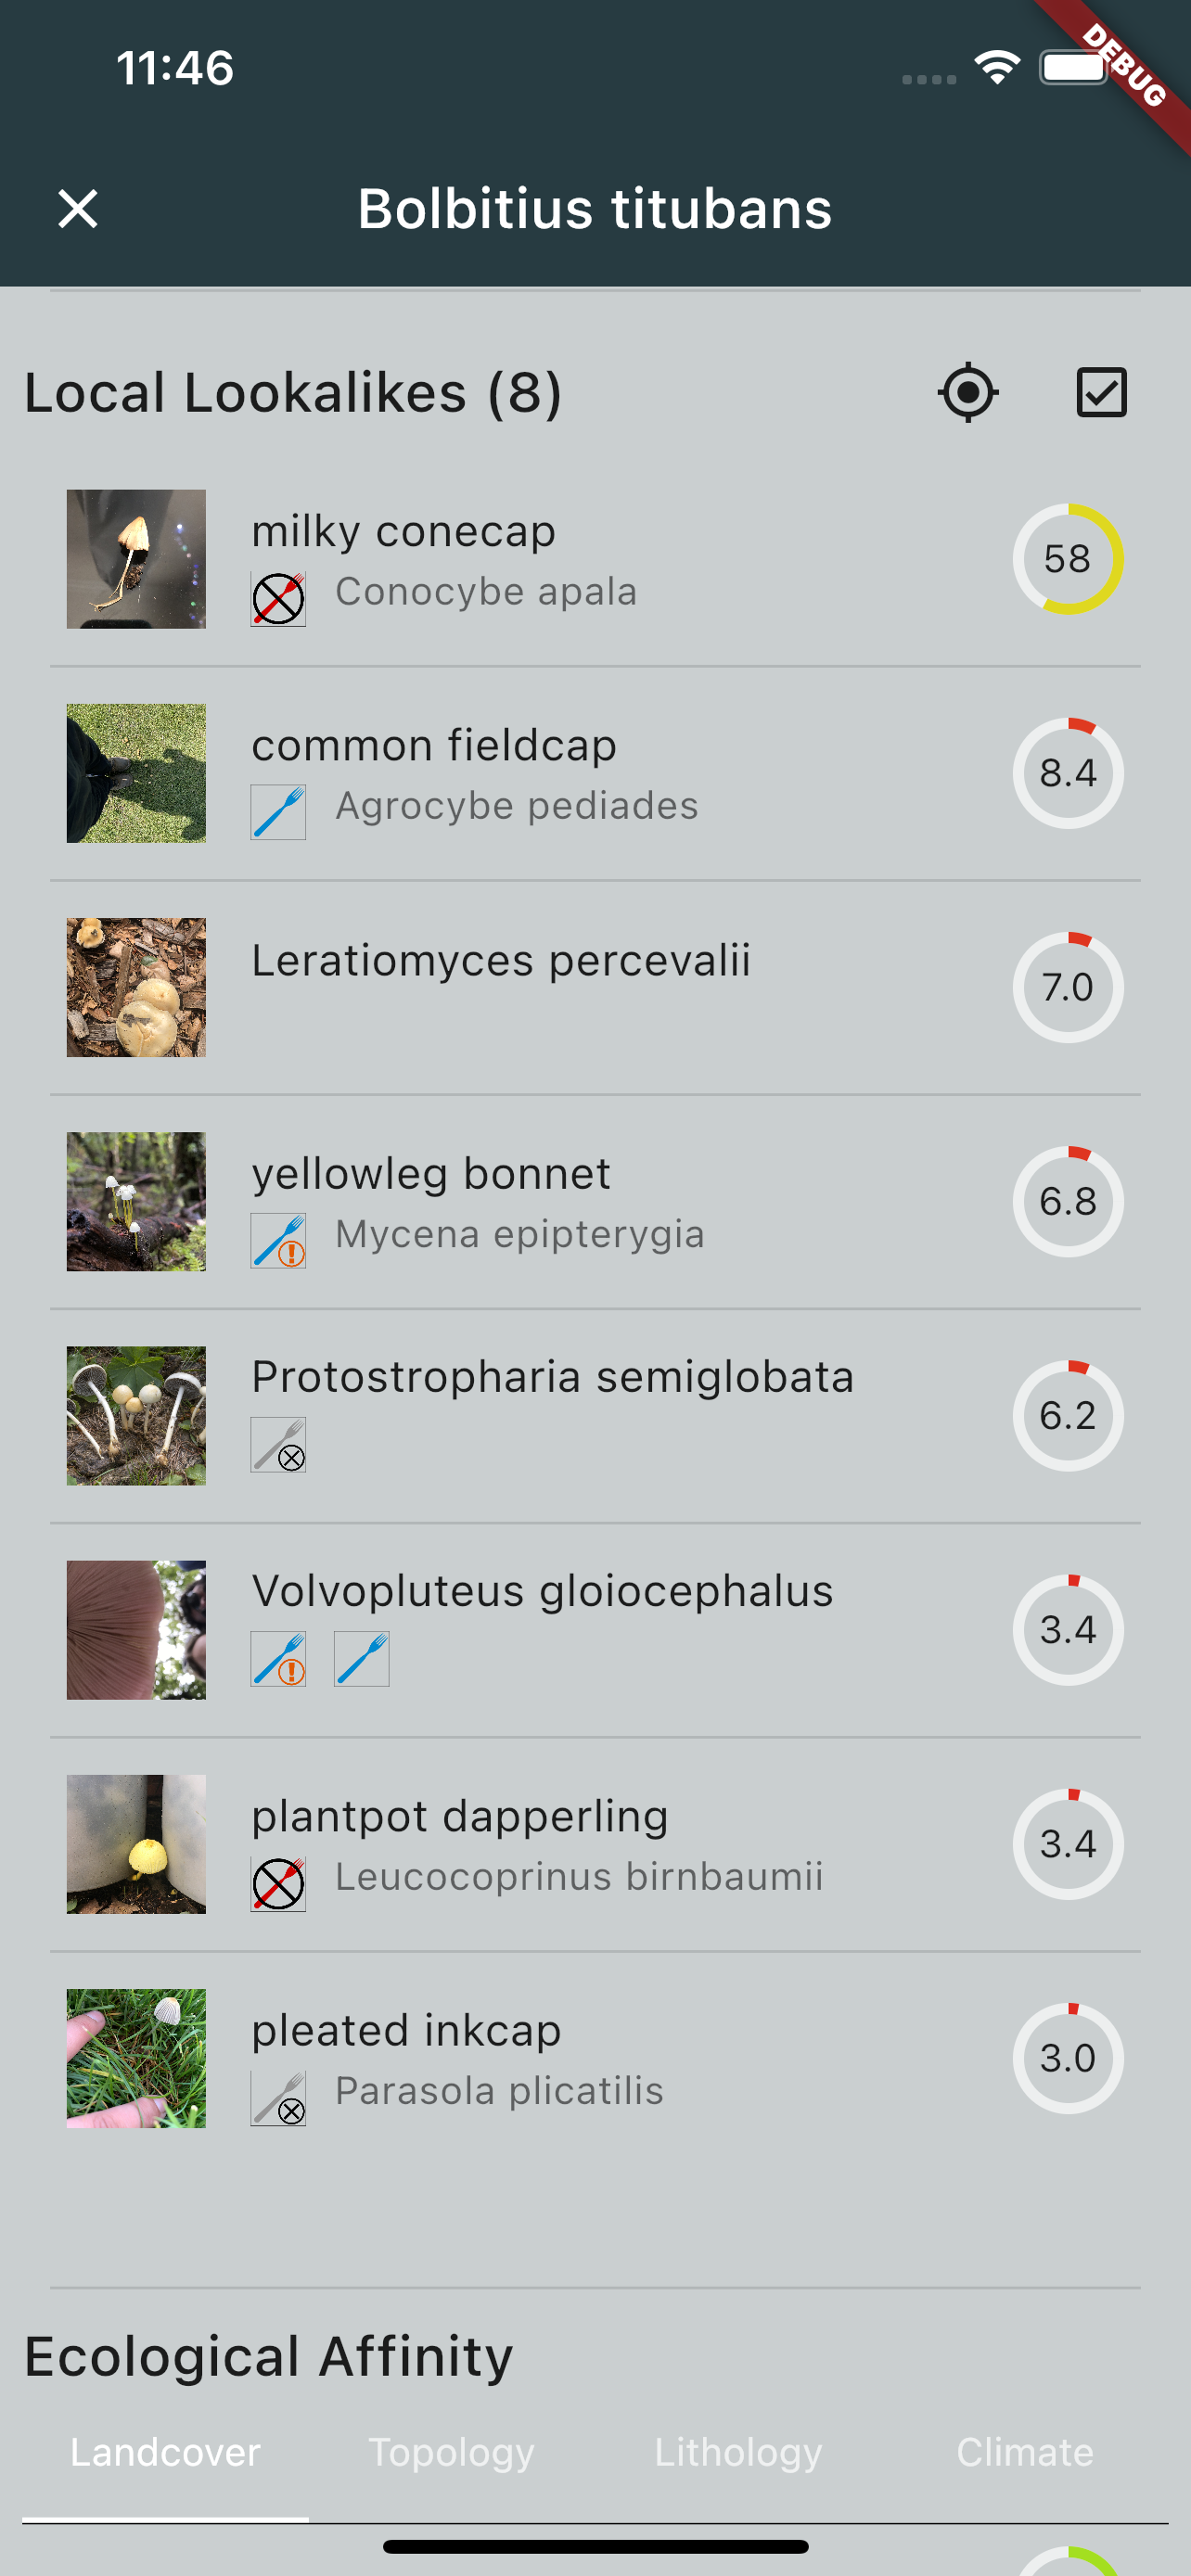 11:46
DEBUG
Bolbitius titubans
Local Lookalikes (8)
milky conecap
Conocybe apala
58
common fieldcap
Agrocybe pediades
8.4
Leratiomyces percevalii
7.0
yellowleg bonnet
Mycena epipterygia
6.8
Protostropharia semiglobata
6.2
Volvopluteus gloiocephalus
3.4
plantpot dapperling
Leucocoprinus birnbaumii
3.4
pleated inkcap
Parasola plicatilis
3.0
Ecological Affinity
Landcover Topology Lithology Climate